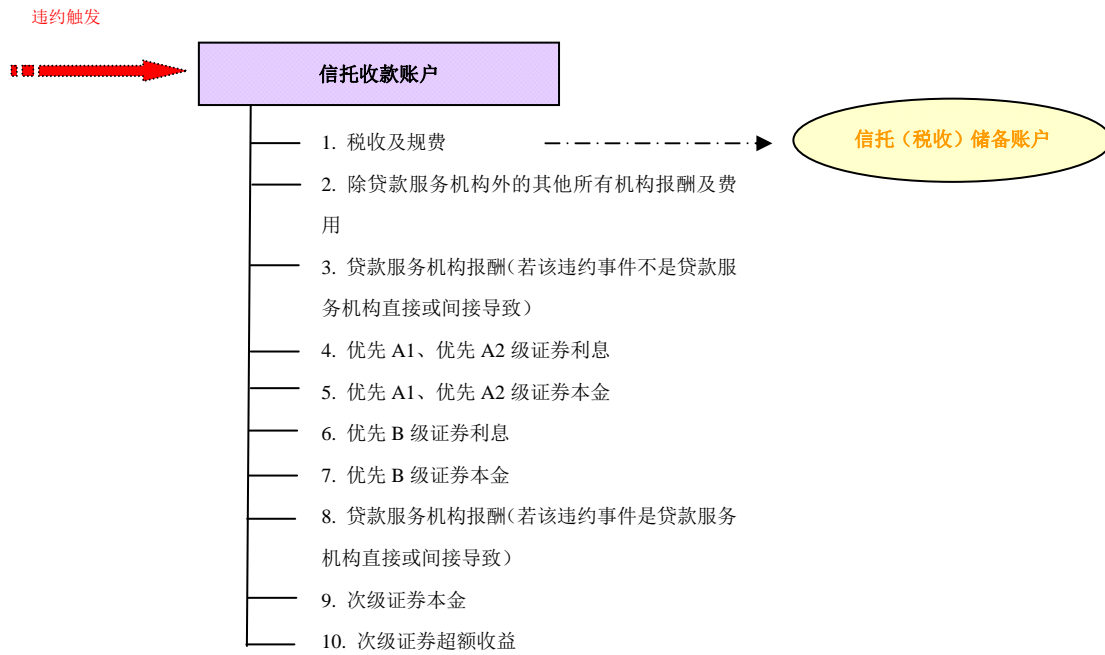 违约触发
信托收款账户
1. 税收及规费
信托（税收）储备账户
2. 除贷款服务机构外的其他所有机构报酬及费
用
3. 贷款服务机构报酬（若该违约事件不是贷款服
务机构直接或间接导致）
4. 优先 A1、优先 A2 级证券利息
5. 优先 A1、优先 A2 级证券本金
6. 优先 B 级证券利息
7. 优先 B 级证券本金
8. 贷款服务机构报酬（若该违约事件是贷款服务
机构直接或间接导致）
9. 次级证券本金
10. 次级证券超额收益